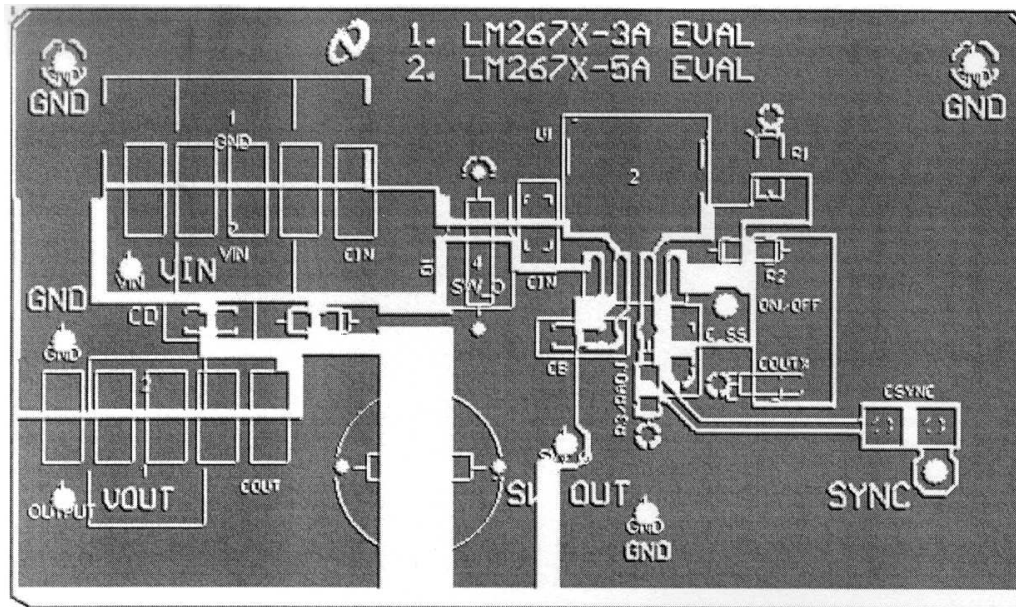 1. LM267X-3A EVAL
2. LM267X-5A EVAL
GND
GND
GND
GND
1
GND
U1
2
R1
2
VIN
CIN
D1
4
SW_O
CIN
R2
VIN
VIN
GND
GND
CD
ON/OFF
C_SS
CB
COUTX
CSYNC
2
1
COUT
OUTPUT
VOUT
SW OUT
SYNC
GND
GND